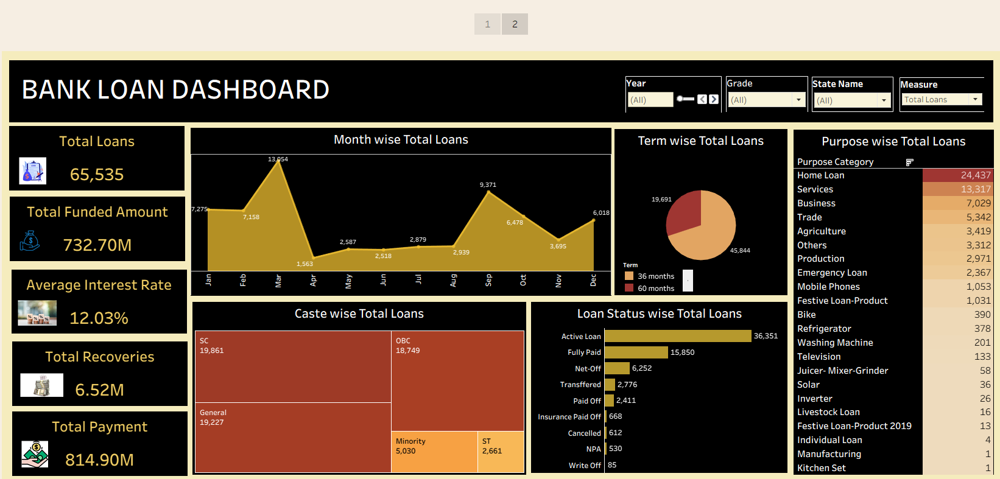 1 2
BANK LOAN DASHBOARD
Year
(All)
Grade
(All)
State Name
(All)
Measure
Total Loans
Total Loans
65,535
Total Funded Amount
732.70M
Average Interest Rate
12.03%
Total Recoveries
6.52M
Total Payment
814.90M
Month wise Total Loans
7,275
7,158
13,054
1,563
2,587
2,518
2,879
2,939
9,371
6,478
3,695
6,018
Jan
Feb
Mar
Apr
May
Jun
Jul
Aug
Sep
Oct
Nov
Dec
Term wise Total Loans
19,691
45,844
Term
36 months
60 months
Caste wise Total Loans
SC
19,861
General
19,227
OBC
18,749
Minority
5,030
ST
2,661
Loan Status wise Total Loans
Active Loan 36,351
Fully Paid 15,850
Net-Off 6,252
Transffered 2,776
Paid Off 2,411
Insurance Paid Off 668
Cancelled 612
NPA 530
Write Off 85
Purpose wise Total Loans
Purpose Category
Home Loan 24,437
Services 13,317
Business 7,029
Trade 5,342
Agriculture 3,419
Others 3,312
Production 2,971
Emergency Loan 2,367
Mobile Phones 1,053
Festive Loan-Product 1,031
Bike 390
Refrigerator 378
Washing Machine 201
Television 133
Juicer- Mixer-Grinder 58
Solar 36
Inverter 26
Livestock Loan 16
Festive Loan-Product 2019 13
Individual Loan 4
Manufacturing 1
Kitchen Set 1